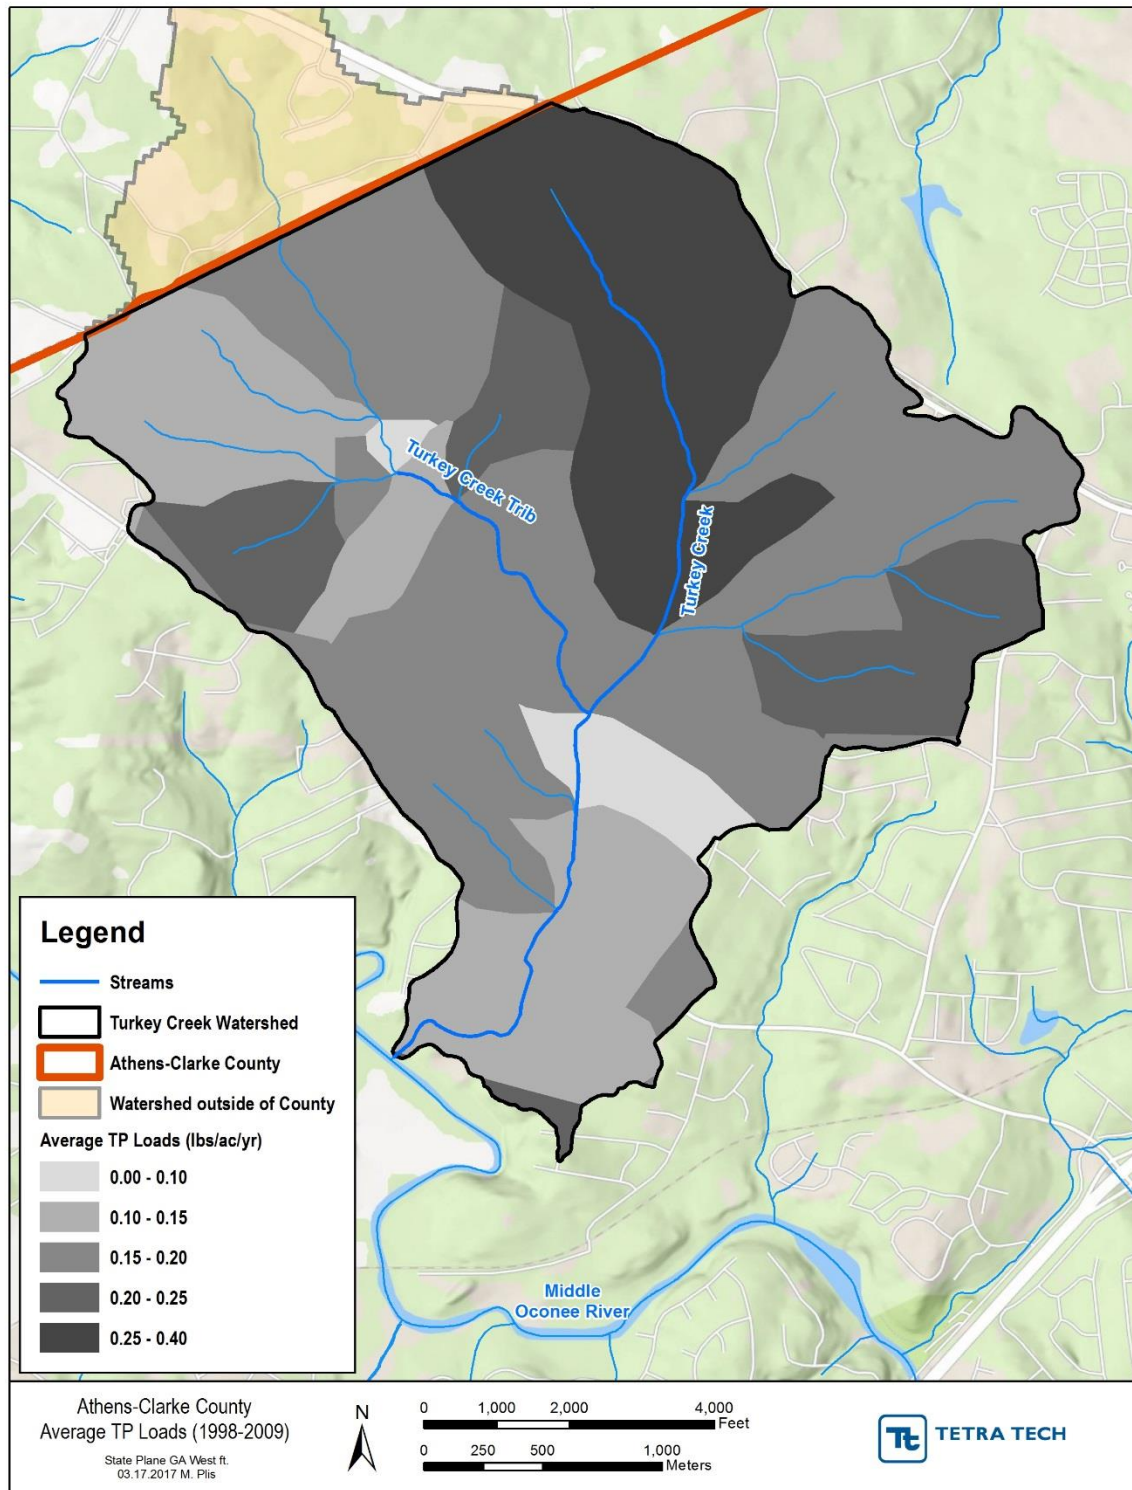 Turkey Creek Trib
Turkey Creek
Legend
Streams
Turkey Creek Watershed
Athens-Clarke County
Watershed outside of County
Average TP Loads (lbs/ac/yr)
0.00 - 0.10
0.10 - 0.15
0.15 - 0.20
0.20 - 0.25
0.25 - 0.40
Middle
Oconee River
Athens-Clarke County
Average TP Loads (1998-2009)
State Plane GA West ft.
03.17.2017 M. Plis
N
0 1,000 2,000 4,000
Feet
0 250 500 1,000
Meters
Tt TETRA TECH